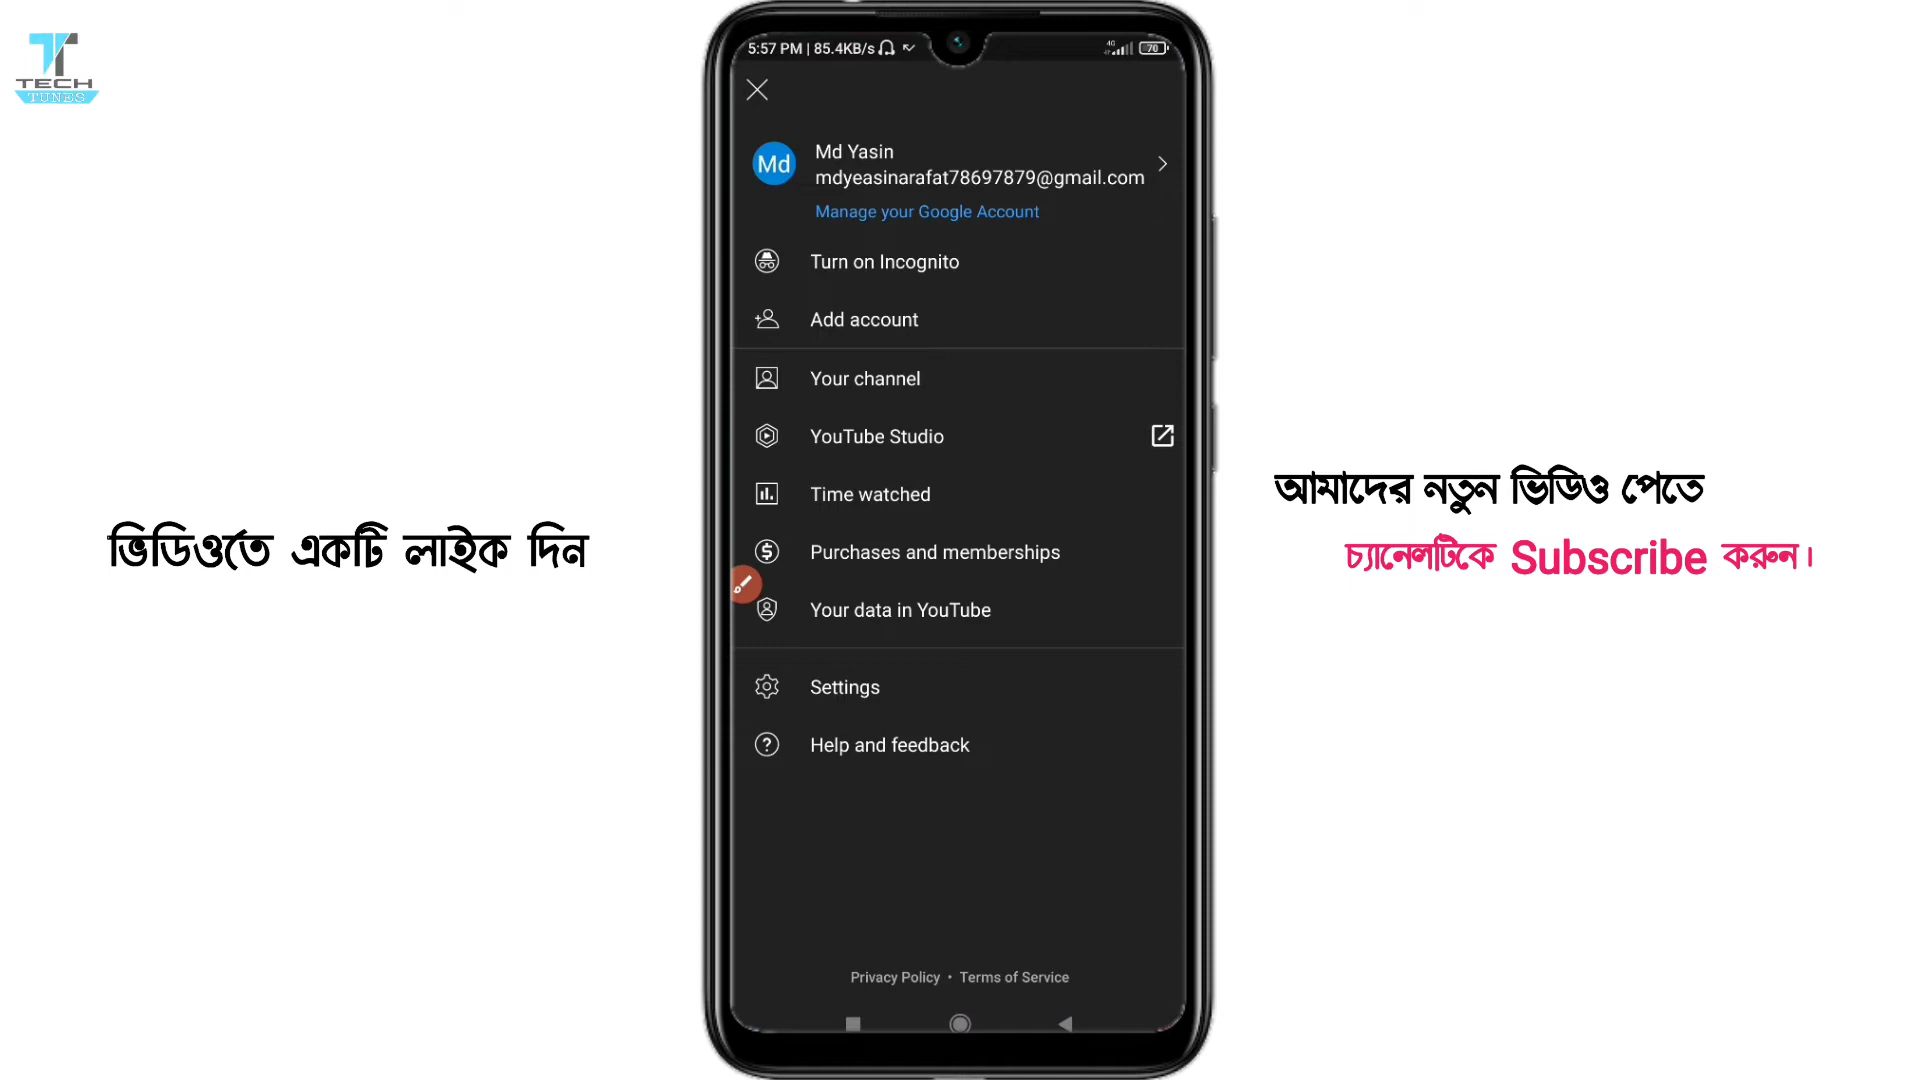 TECH
TUNES
5:57 PM | 85.4KB/s
4G
70
Md
Md Yasin
mdyeasinarafat78697879@gmail.com
Manage your Google Account
Turn on Incognito
Add account
Your channel
YouTube Studio
Time watched
Purchases and memberships
Your data in YouTube
Settings
Help and feedback
Privacy Policy • Terms of Service
ভিডিওতে একটি লাইক দিন
আমাদের নতুন ভিডিও পেতে
চ্যানেলটিকে Subscribe করুন।